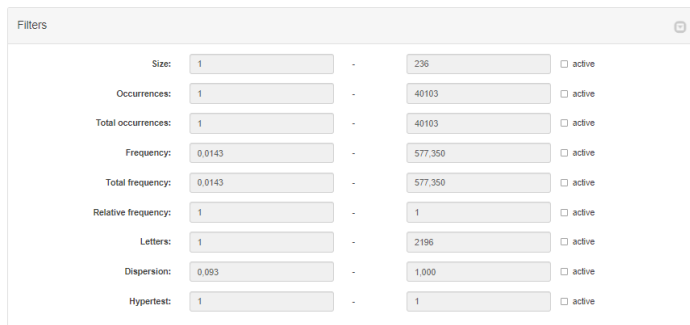 Filters
Size: 1 - 236 active
Occurrences: 1 - 40103 active
Total occurrences: 1 - 40103 active
Frequency: 0,0143 - 577,350 active
Total frequency: 0,0143 - 577,350 active
Relative frequency: 1 - 1 active
Letters: 1 - 2196 active
Dispersion: 0,093 - 1,000 active
Hypertest: 1 - 1 active